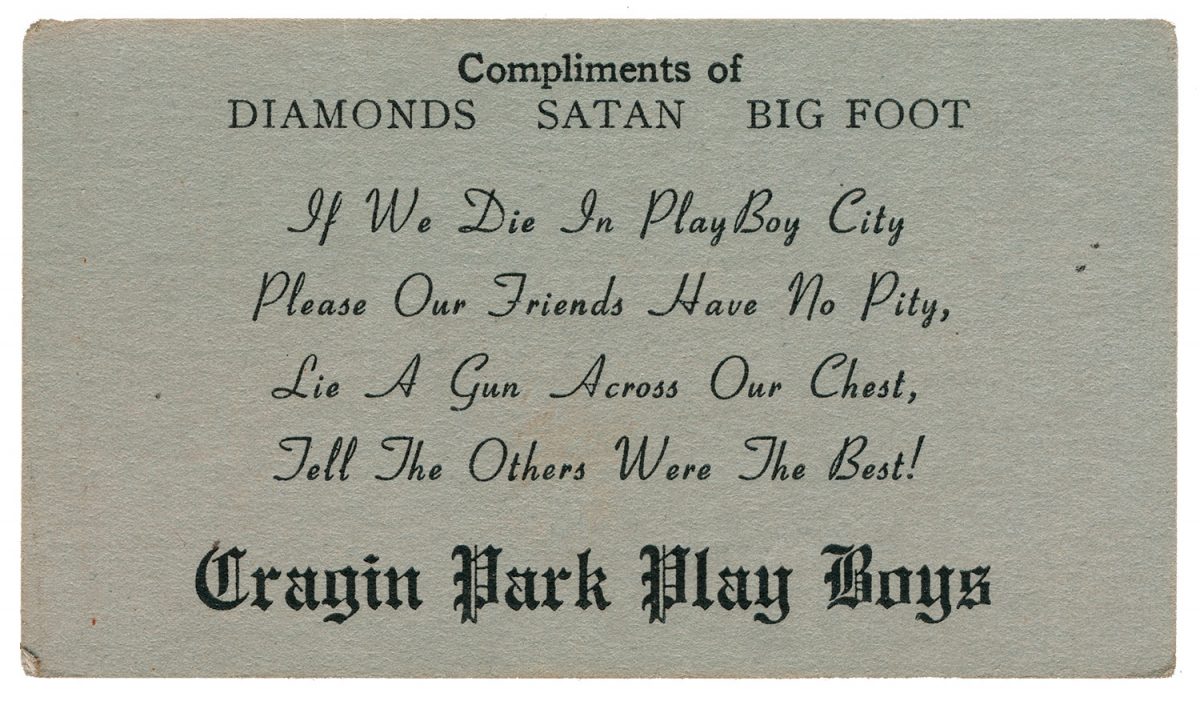 Compliments of
DIAMONDS SATAN BIG FOOT
If We Die In PlayBoy City
Please Our Friends Have No Pity,
Lie A Gun Across Our Chest,
Tell The Others Were The Best!
Cragin Park Play Boys